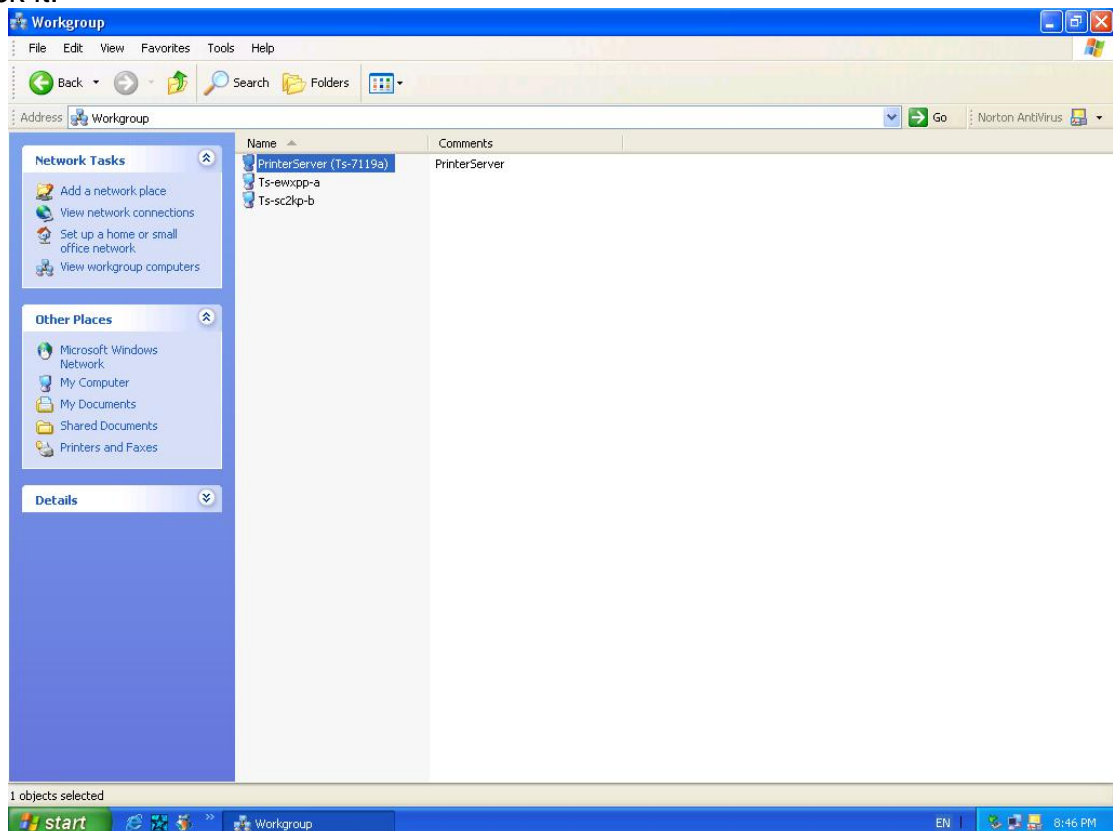 ck it.
Workgroup
File Edit View Favorites Tools Help
Back Search Folders
Address Workgroup Go Norton AntiVirus
Name Comments
Network Tasks
Add a network place
View network connections
Set up a home or small
office network
View workgroup computers
Other Places
Microsoft Windows
Network
My Computer
My Documents
Shared Documents
Printers and Faxes
Details
PrinterServer (Ts-7119a) PrinterServer
Ts-ewxpp-a
Ts-sc2kp-b
1 objects selected
start Workgroup EN 8:46 PM